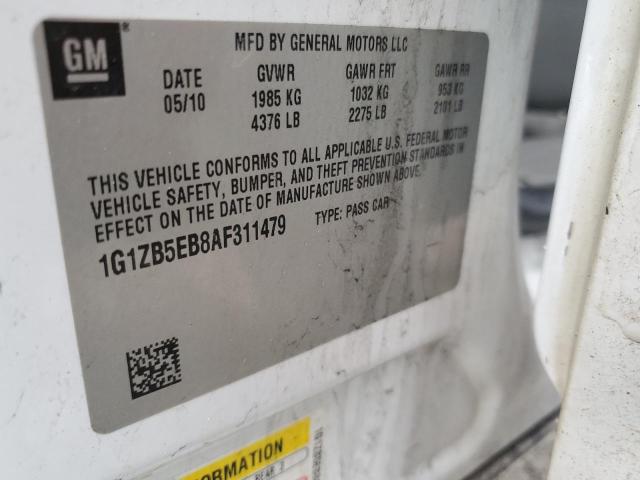 GM
MFD BY GENERAL MOTORS LLC
DATE GVWR GAWR FRT GAWR RR
05/10 1985 KG 1032 KG 953 KG
4376 LB 2275 LB 2101 LB
THIS VEHICLE CONFORMS TO ALL APPLICABLE U.S. FEDERAL MOTOR
VEHICLE SAFETY, BUMPER, AND THEFT PREVENTION STANDARDS IN
EFFECT ON THE DATE OF MANUFACTURE SHOWN ABOVE.
1G1ZB5EB8AF311479 TYPE: PASS CAR
ORMATION
REAR